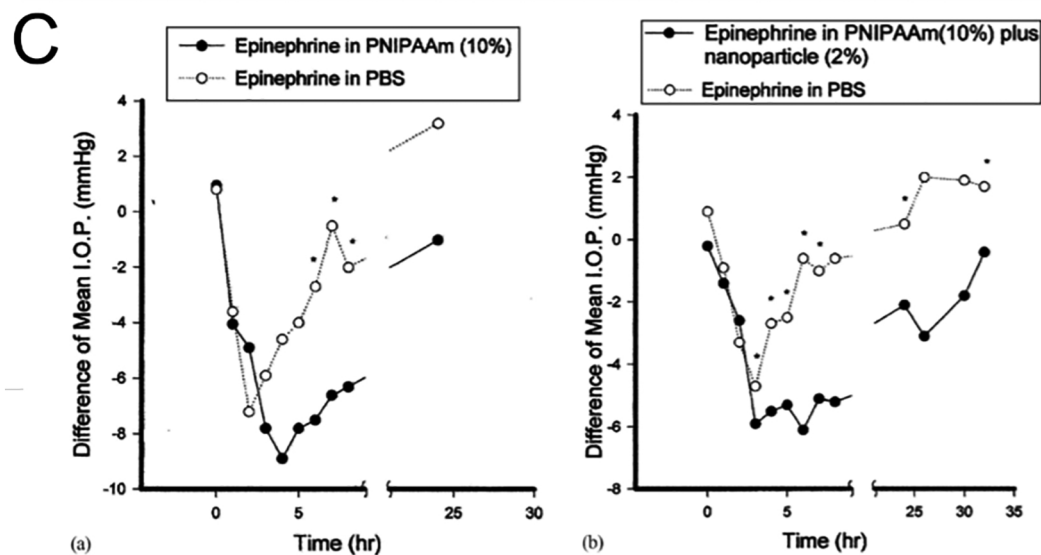 C
Epinephrine in PNIPAAm (10%)
Epinephrine in PBS
Difference of Mean I.O.P. (mmHg)
4
2
0
-2
-4
-6
-8
-10
0
5
25
30
Time (hr)
(a)
Epinephrine in PNIPAAm(10%) plus
nanoparticle (2%)
Epinephrine in PBS
Difference of Mean I.O.P. (mmHg)
4
2
0
-2
-4
-6
-8
0
5
25
30
35
Time (hr)
(b)